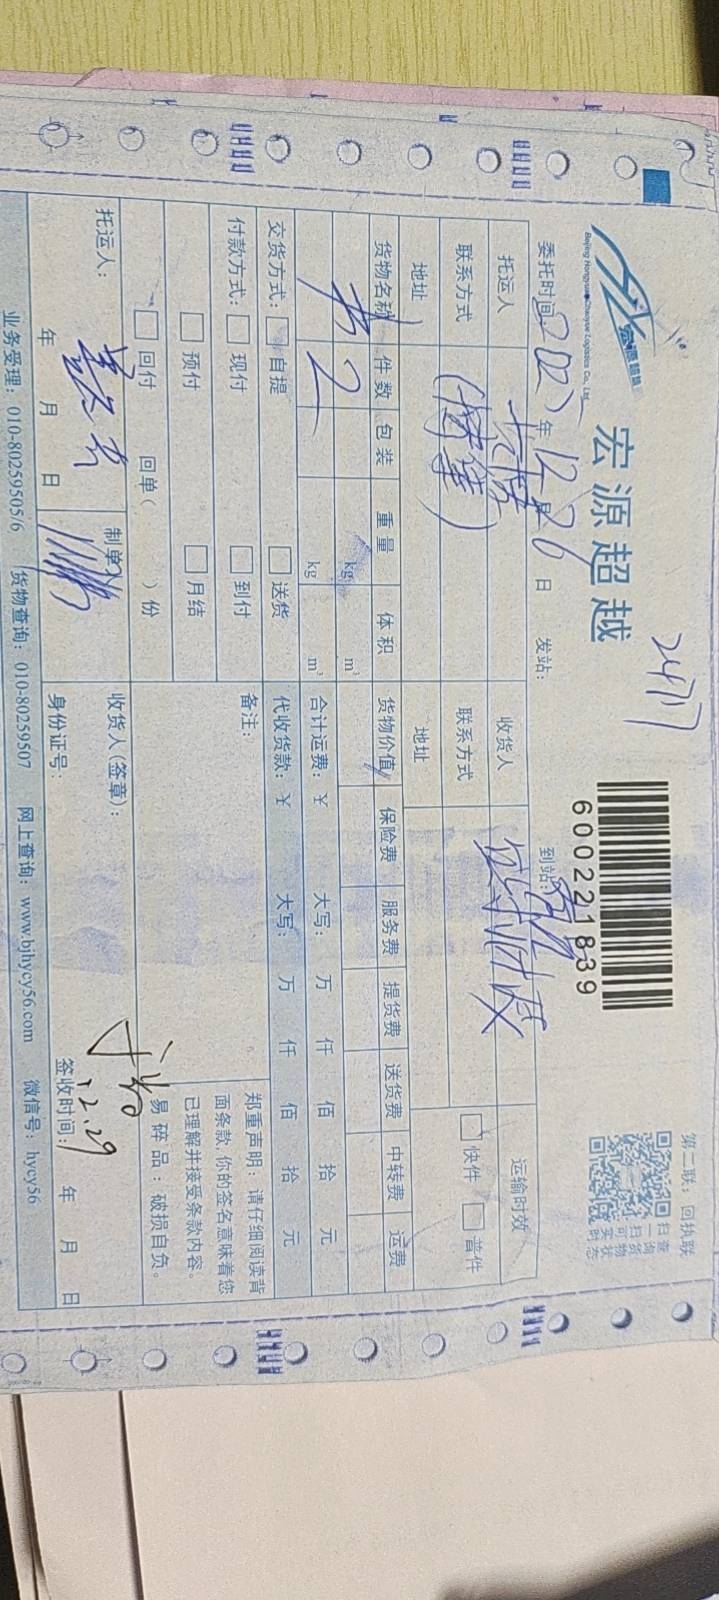 宏源超越
Beijing Hongyuan Chaoyue Logistics Co., Ltd.
24717
600221839
第二联：回执联
扫一扫可实时
查询货物状态
委托时间：202 年 12 月 26 日 发站： 到站：
托运人 收货人 运输时效
联系方式 联系方式 快件 普件
地址 地址
货物名称 件数 包装 重量 体积 货物价值 保险费 服务费 提货费 送货费 中转费 运费
书 2 kg m³
kg m³ 合计运费：¥ 大写： 万 仟 佰 拾 元
交货方式： 自提 送货 代收货款：¥ 大写： 万 仟 佰 拾 元
付款方式： 现付 到付 备注：
预付 月结
回付 回单( )份
郑重声明：请仔细阅读背
面条款,你的签名意味着您
已理解并接受条款内容。
易碎品：破损自负。
托运人： 制单： 收货人(签章)：
年 月 日 身份证号： 签收时间： 12.29 年 月 日
业务受理：010-80259505/6 货物查询：010-80259507 网上查询：www.bjhycy56.com 微信号：hycy56